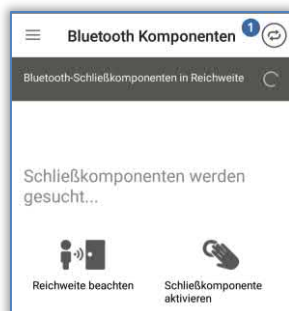 Bluetooth Komponenten 1
Bluetooth-Schließkomponenten in Reichweite
Schließkomponenten werden
gesucht...
Reichweite beachten
Schließkomponente
aktivieren